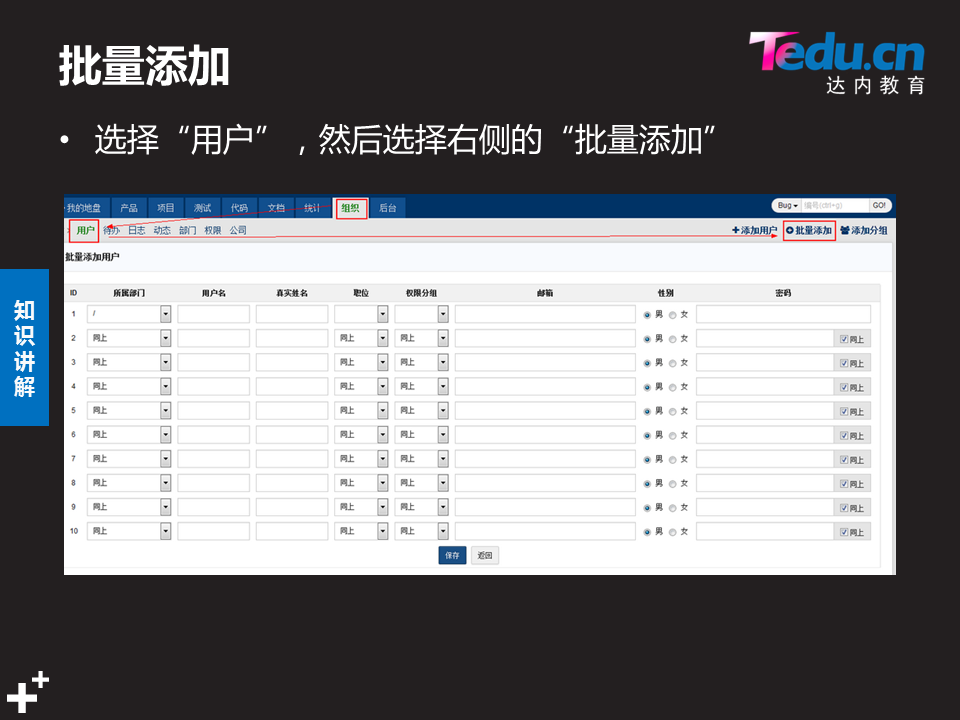 批量添加
Tedu.cn
达内教育
• 选择“用户”,然后选择右侧的“批量添加”
我的地盘 产品 项目 测试 代码 文档 统计 组织 后台 Bug 编号(ctrl+g) GO!
用户 待办 日志 动态 部门 权限 公司 添加用户 批量添加 添加分组
批量添加用户
ID 所属部门 用户名 真实姓名 职位 权限分组 邮箱 性别 密码
1 / 男 女
2 同上 同上 同上 男 女 同上
3 同上 同上 同上 男 女 同上
4 同上 同上 同上 男 女 同上
5 同上 同上 同上 男 女 同上
6 同上 同上 同上 男 女 同上
7 同上 同上 同上 男 女 同上
8 同上 同上 同上 男 女 同上
9 同上 同上 同上 男 女 同上
10 同上 同上 同上 男 女 同上
保存 返回
知
识
讲
解